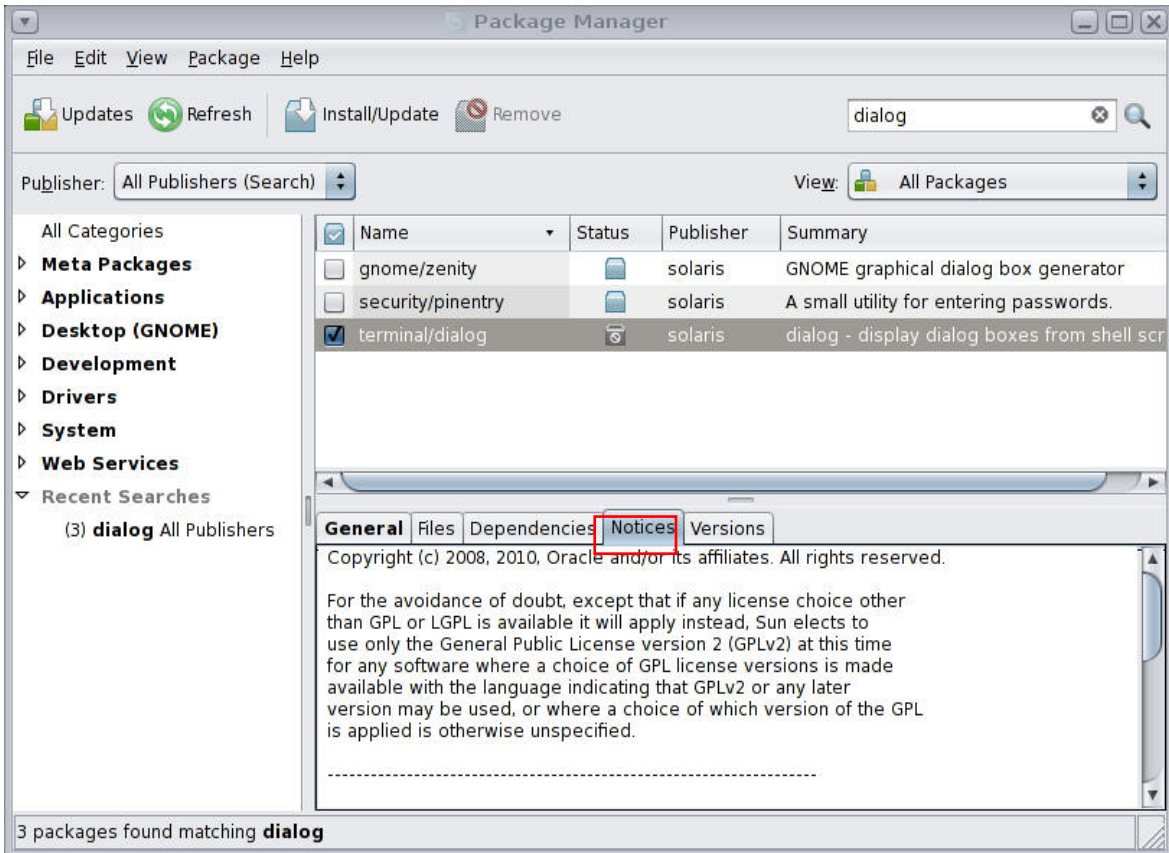 Package Manager
File Edit View Package Help
Updates Refresh Install/Update Remove dialog
Publisher: All Publishers (Search) View: All Packages
All Categories
Meta Packages
Applications
Desktop (GNOME)
Development
Drivers
System
Web Services
Recent Searches
(3) dialog All Publishers
Name Status Publisher Summary
gnome/zenity solaris GNOME graphical dialog box generator
security/pinentry solaris A small utility for entering passwords.
terminal/dialog solaris dialog - display dialog boxes from shell scr
General Files Dependencies Notices Versions
Copyright (c) 2008, 2010, Oracle and/or its affiliates. All rights reserved.
For the avoidance of doubt, except that if any license choice other
than GPL or LGPL is available it will apply instead, Sun elects to
use only the General Public License version 2 (GPLv2) at this time
for any software where a choice of GPL license versions is made
available with the language indicating that GPLv2 or any later
version may be used, or where a choice of which version of the GPL
is applied is otherwise unspecified.
--------------------------------------------------------------------
3 packages found matching dialog